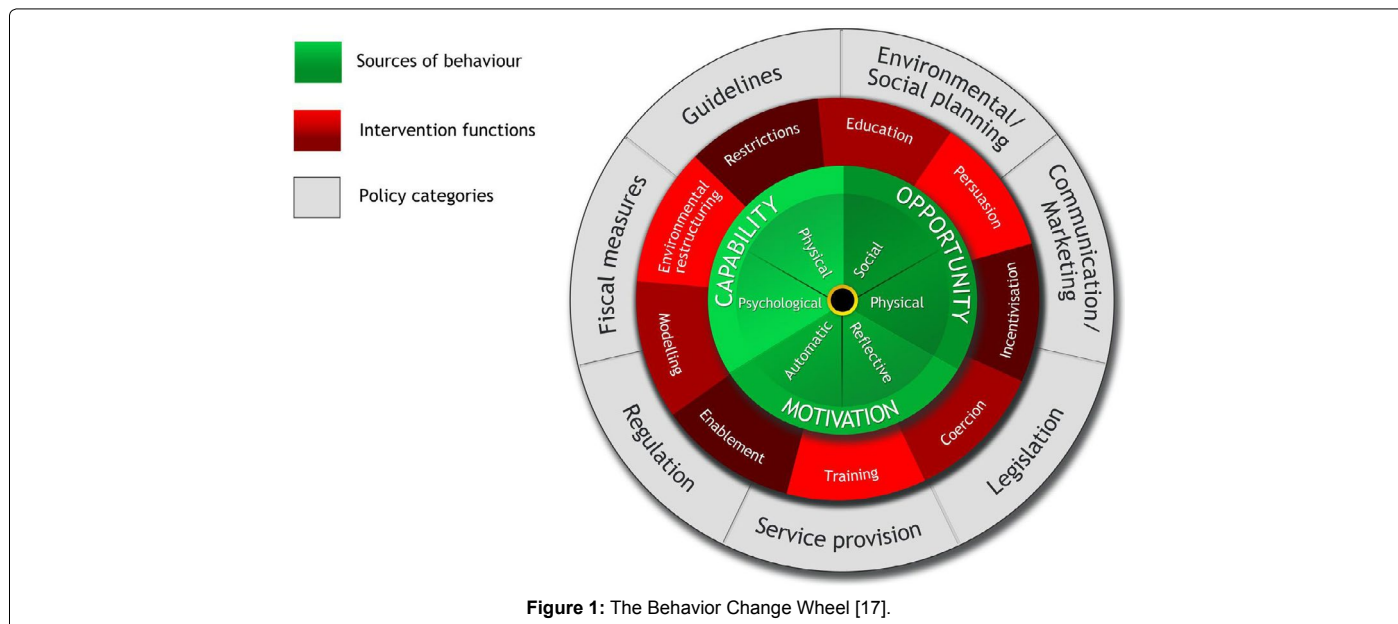 Sources of behaviour
Intervention functions
Policy categories
Guidelines
Environmental/
Social planning
Communication/
Marketing
Legislation
Service provision
Regulation
Fiscal measures
Restrictions
Education
Persuasion
Incentivisation
Coercion
Training
Enablement
Modelling
Environmental
restructuring
CAPABILITY
OPPORTUNITY
MOTIVATION
Physical
Social
Psychological
Physical
Automatic
Reflective
Figure 1: The Behavior Change Wheel [17].